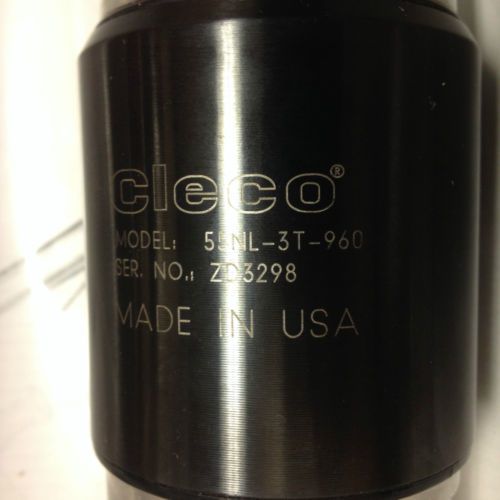 cleco®
MODEL: 55NL-3T-960
SER. NO.: ZD3298
MADE IN USA